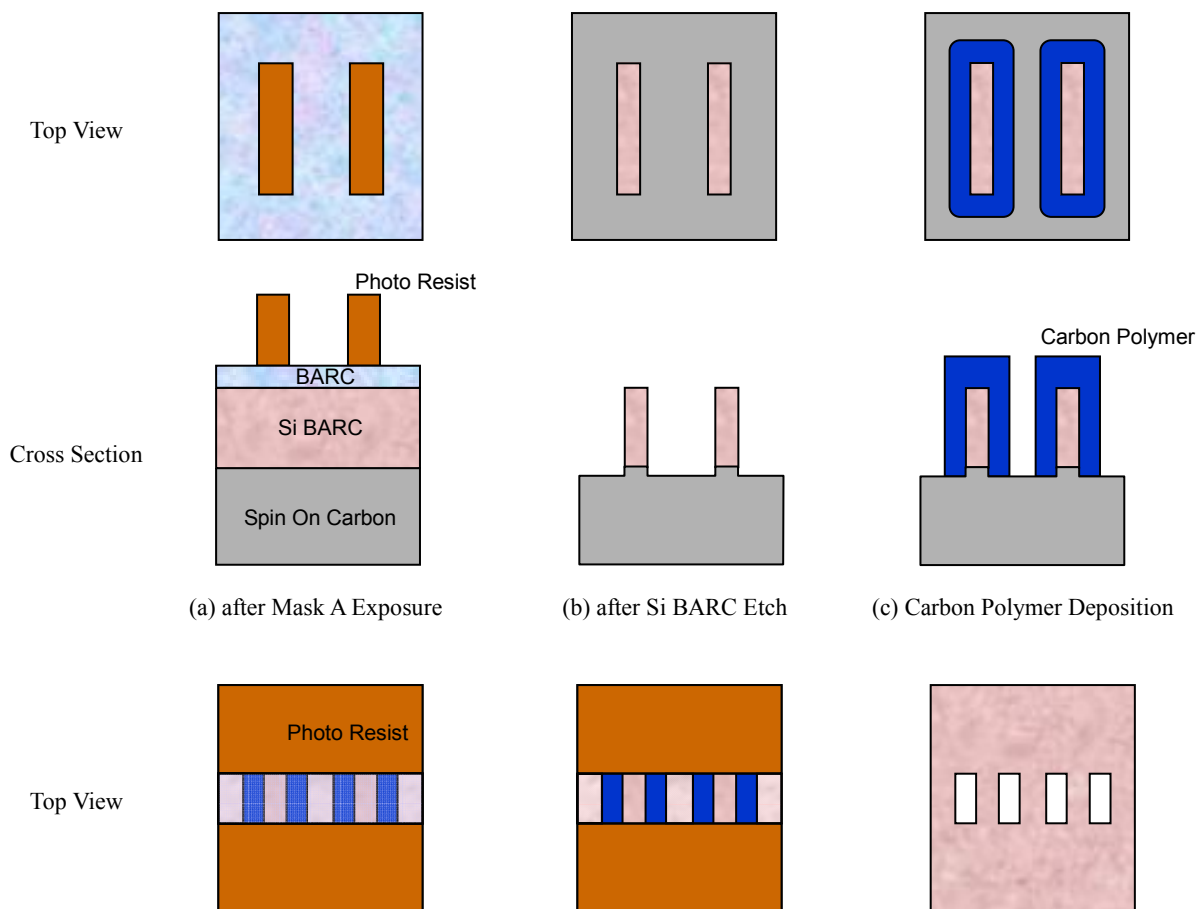 Top View
Photo Resist
Carbon Polymer
BARC
Si BARC
Cross Section
Spin On Carbon
(a) after Mask A Exposure
(b) after Si BARC Etch
(c) Carbon Polymer Deposition
Photo Resist
Top View